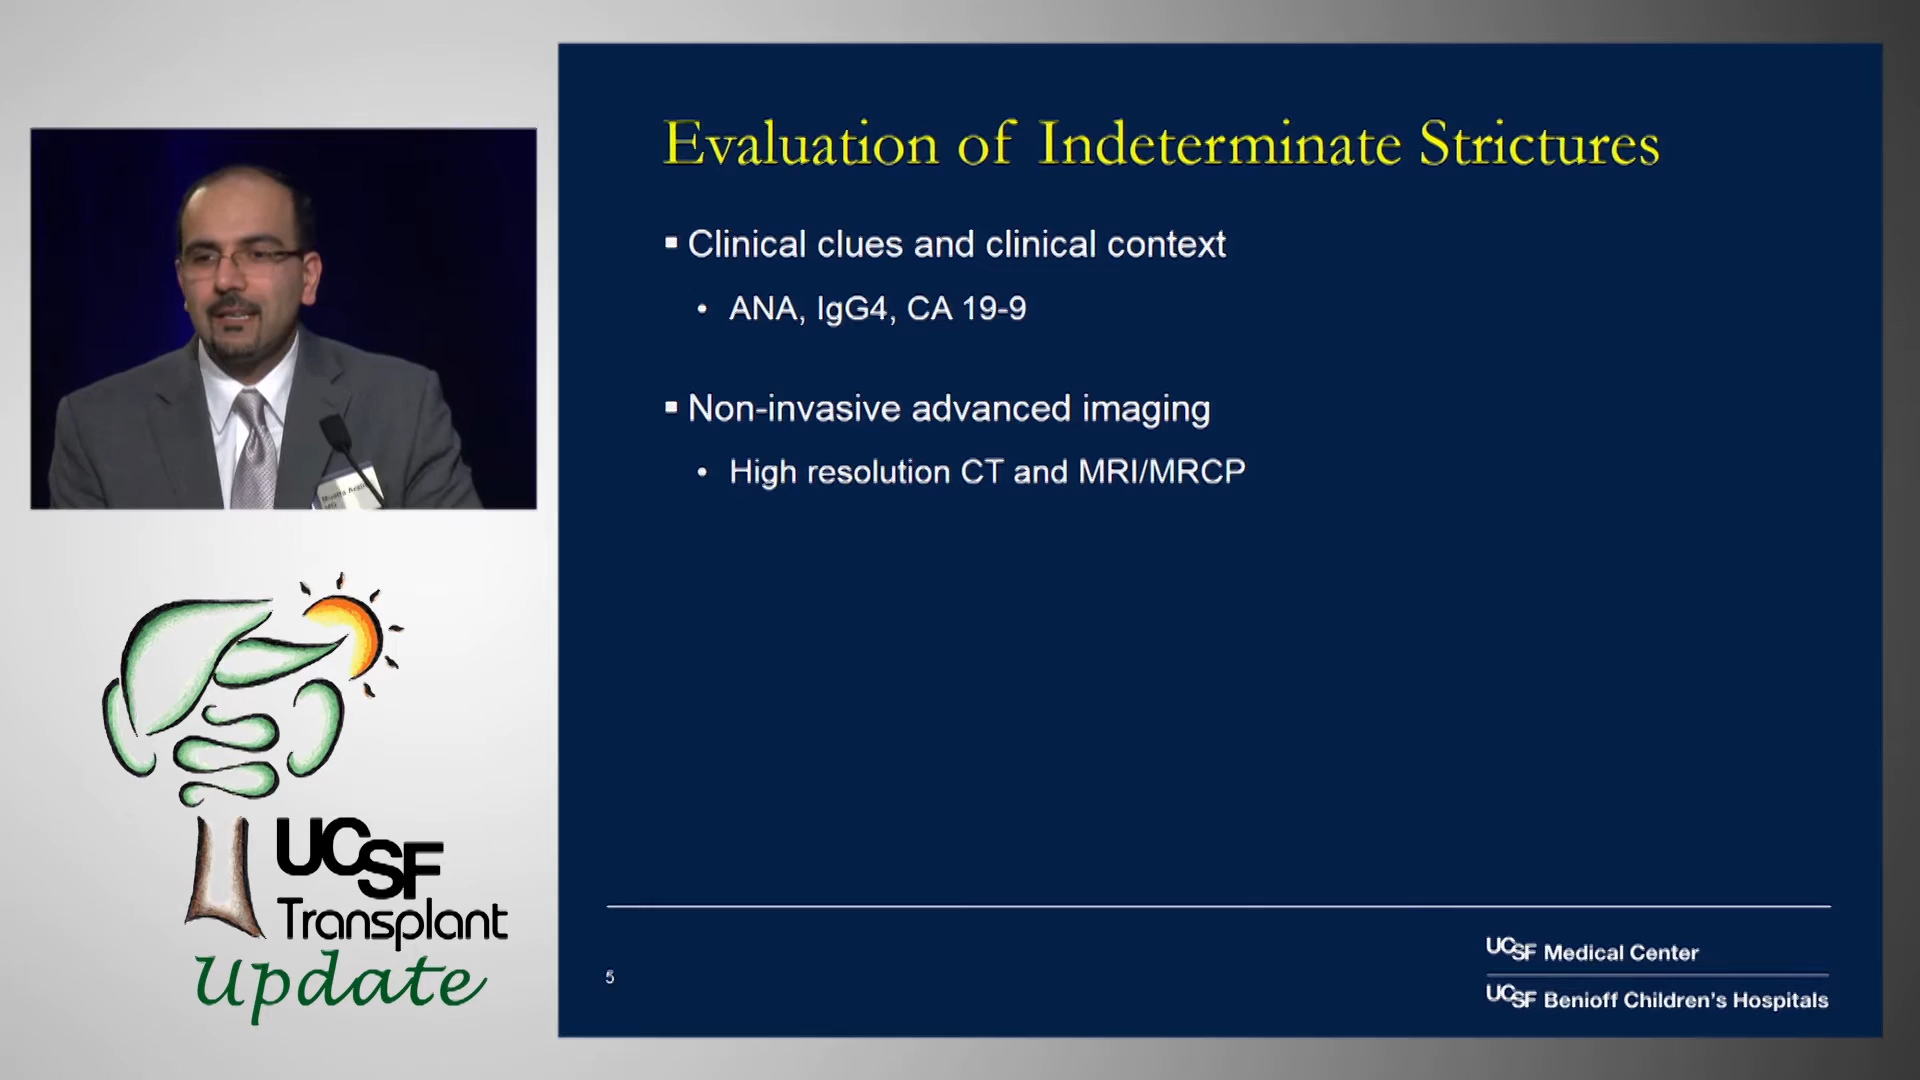 Evaluation of Indeterminate Strictures
▪ Clinical clues and clinical context
• ANA, IgG4, CA 19-9
▪ Non-invasive advanced imaging
• High resolution CT and MRI/MRCP
5
UCSF Medical Center
UCSF Benioff Children's Hospitals
UCSF
Transplant
Update